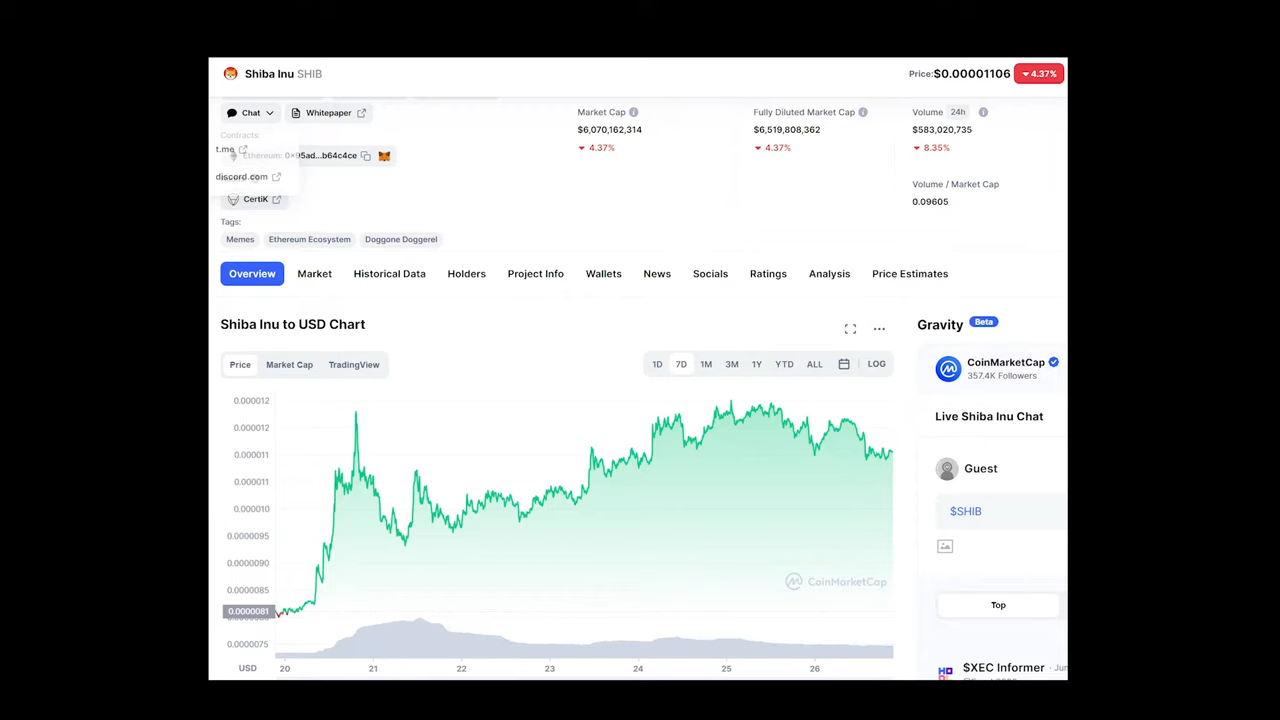 Shiba Inu SHIB
Price:$0.00001106 4.37%
Chat Whitepaper
Market Cap
Fully Diluted Market Cap
Volume 24h
$6,070,162,314
$6,519,808,362
$583,020,735
4.37%
4.37%
8.35%
Contracts:
t.me
Ethereum: 0x95ad...b64c4ce
discord.com
CertiK
Volume / Market Cap
0.09605
Tags:
Memes Ethereum Ecosystem Doggone Doggerel
Overview Market Historical Data Holders Project Info Wallets News Socials Ratings Analysis Price Estimates
Shiba Inu to USD Chart
Price Market Cap TradingView
1D 7D 1M 3M 1Y YTD ALL LOG
0.000012
0.000012
0.000011
0.000011
0.000010
0.0000095
0.0000090
0.0000085
0.0000081
0.0000075
CoinMarketCap
USD 20 21 22 23 24 25 26
Gravity Beta
CoinMarketCap
357.4K Followers
Live Shiba Inu Chat
Guest
$SHIB
Top
$XEC Informer · Jun